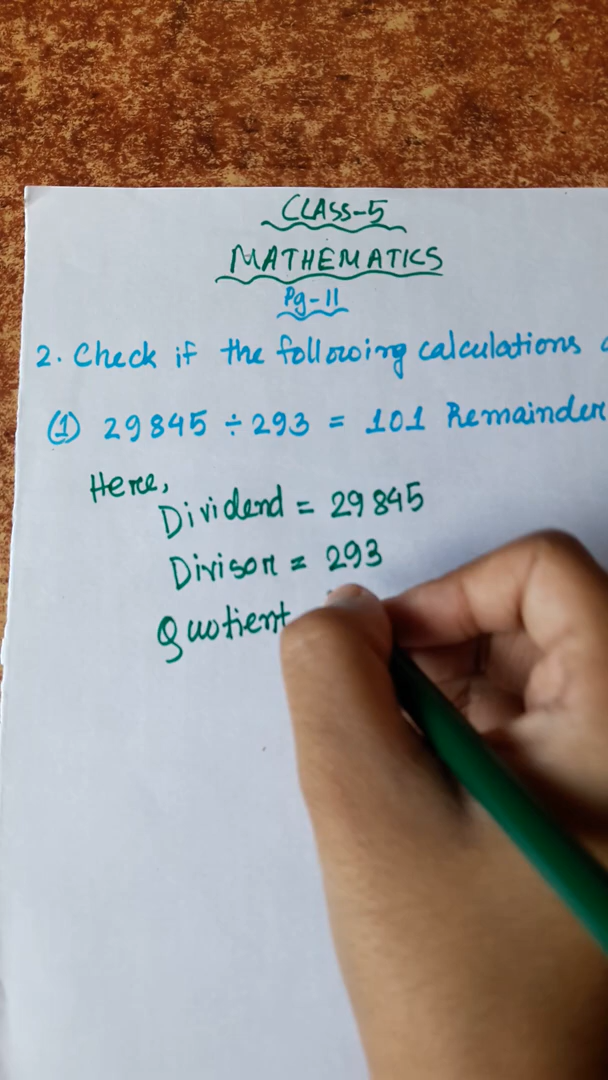 CLASS-5
MATHEMATICS
Pg-11
2. Check if the following calculations
(1) 29845 ÷ 293 = 101 Remainder
Here,
Dividend = 29845
Divisor = 293
Quotient